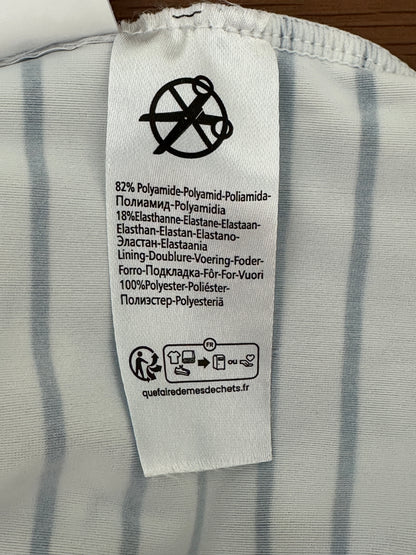 82% Polyamide-Polyamid-Poliamida-
Полиамид-Polyamidia
18%Elasthanne-Elastane-Elastaan-
Elasthan-Elastan-Elastano-
Эластан-Elastaania
Lining-Doublure-Voering-Foder-
Forro-Подкладка-Fôr-For-Vuori
100%Polyester-Poliéster-
Полиэстер-Polyesteriä
FR
ou
quefairedemesdechets.fr